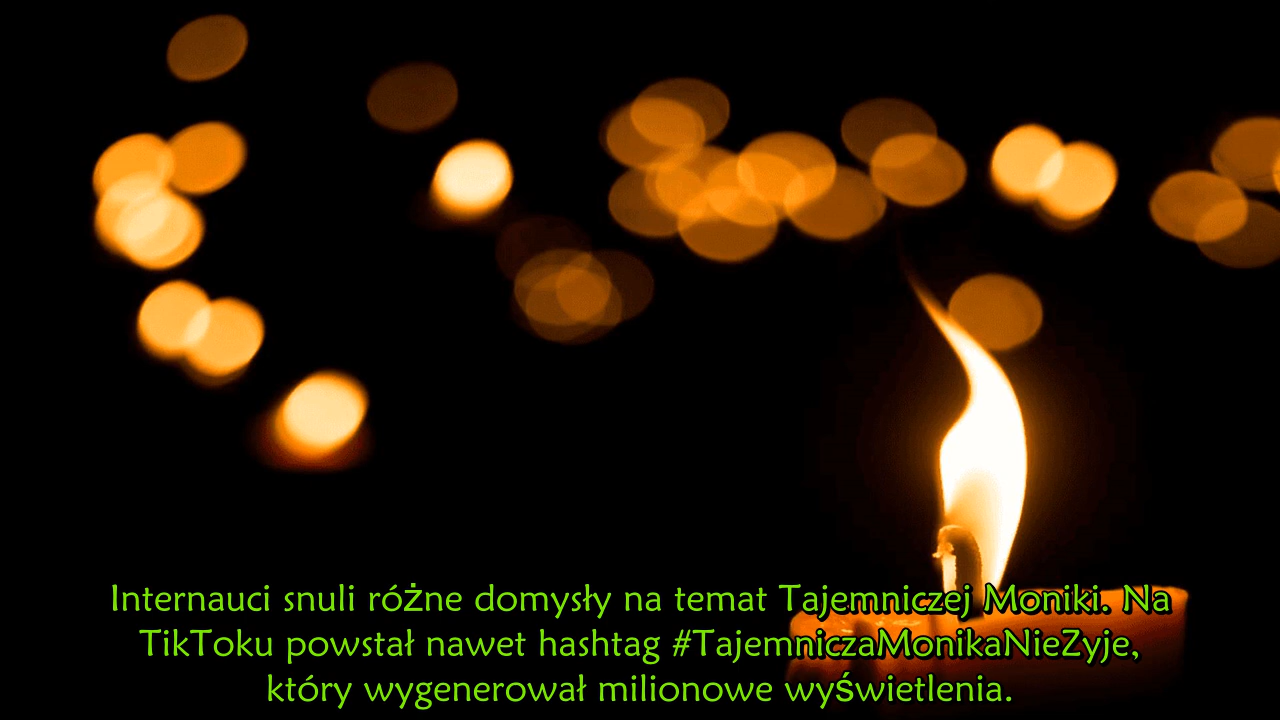 Internauci snuli różne domysły na temat Tajemniczej Moniki. Na
TikToku powstał nawet hashtag #TajemniczaMonikaNieZyje,
który wygenerował milionowe wyświetlenia.